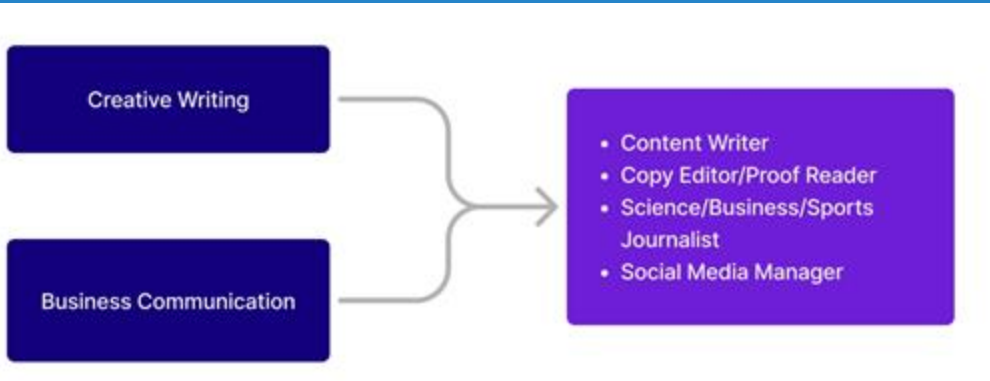 Creative Writing
Business Communication
• Content Writer
• Copy Editor/Proof Reader
• Science/Business/Sports
Journalist
• Social Media Manager